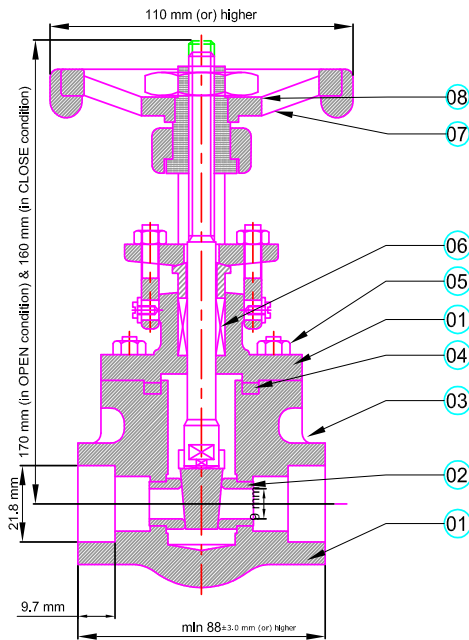 110 mm (or) higher
170 mm (in OPEN condition) & 160 mm (in CLOSE condition)
08
07
06
05
01
04
03
02
01
21.8 mm
9 mm
9.7 mm
mIn 88±3.0 mm (or) higher